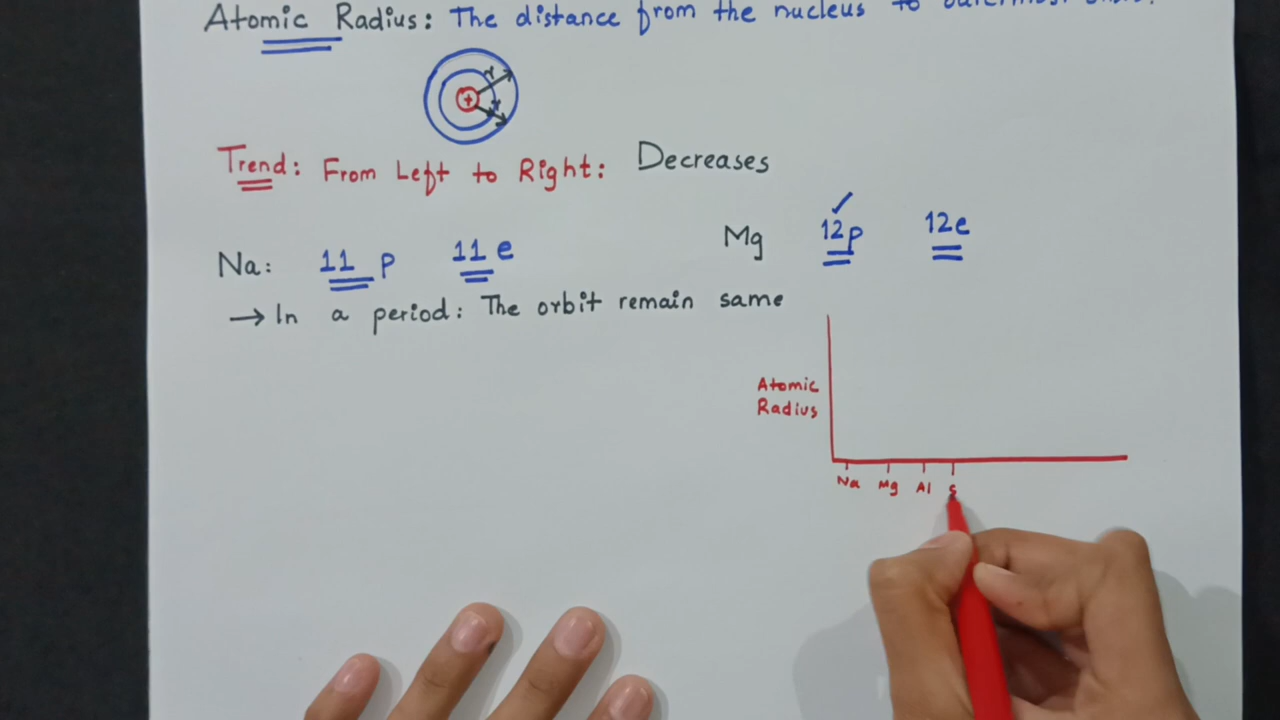 Atomic Radius: The distance from the nucleus to
+
r
r
Trend: From Left to Right: Decreases
Na: 11 p 11 e Mg 12p 12e
→ In a period: The orbit remain same
Atomic
Radius
Na Mg Al S